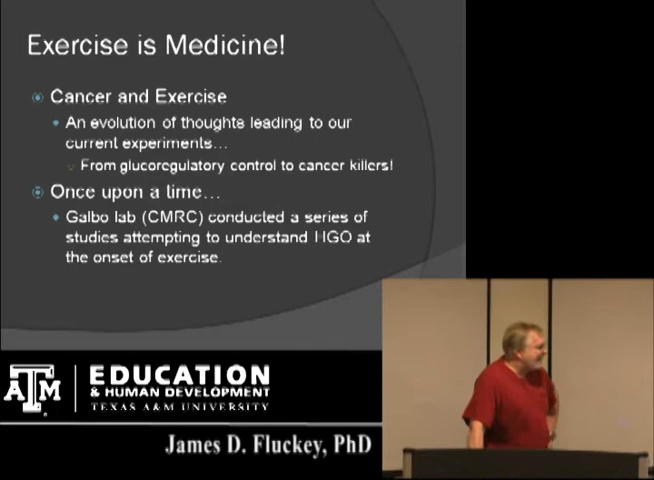 Exercise is Medicine!
Cancer and Exercise
An evolution of thoughts leading to our
current experiments…
From glucoregulatory control to cancer killers!
Once upon a time…
Galbo lab (CMRC) conducted a series of
studies attempting to understand HGO at
the onset of exercise.
ATM
EDUCATION
& HUMAN DEVELOPMENT
TEXAS A&M UNIVERSITY
James D. Fluckey, PhD